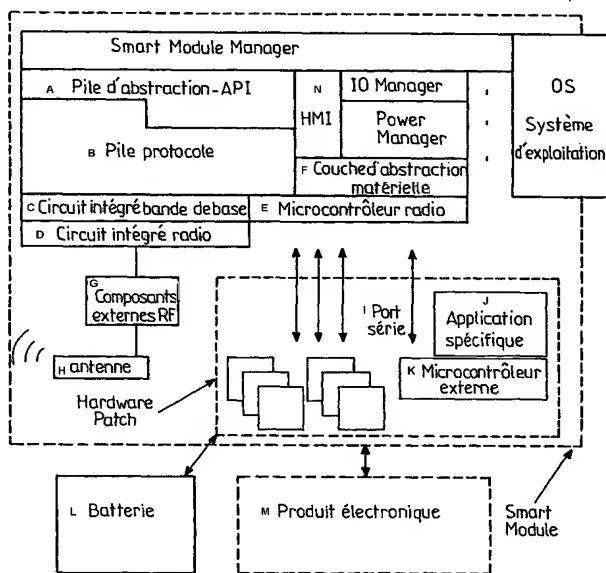 Smart Module Manager
OS
Système
d'exploitation
A Pile d'abstraction-API
N
HMI
IO Manager
Power
Manager
B Pile protocole
F Couche d'abstraction
matérielle
C Circuit intégré bande de base
E Microcontrôleur radio
D Circuit intégré radio
G
Composants
externes RF
H antenne
I Port
série
J
Application
spécifique
K Microcontrôleur
externe
Hardware
Patch
L Batterie
M Produit électronique
Smart
Module